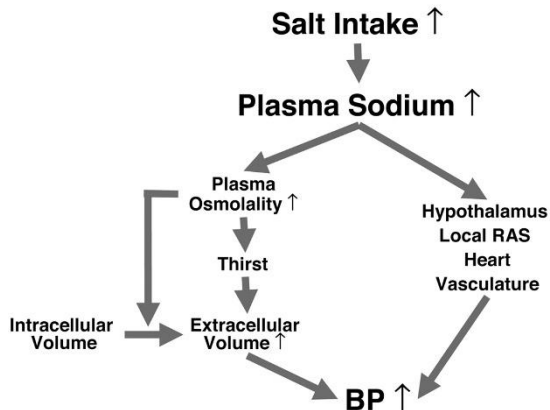 Salt Intake ↑
Plasma Sodium ↑
Plasma
Osmolality ↑
Hypothalamus
Local RAS
Heart
Vasculature
Thirst
Intracellular
Volume
Extracellular
Volume ↑
BP ↑